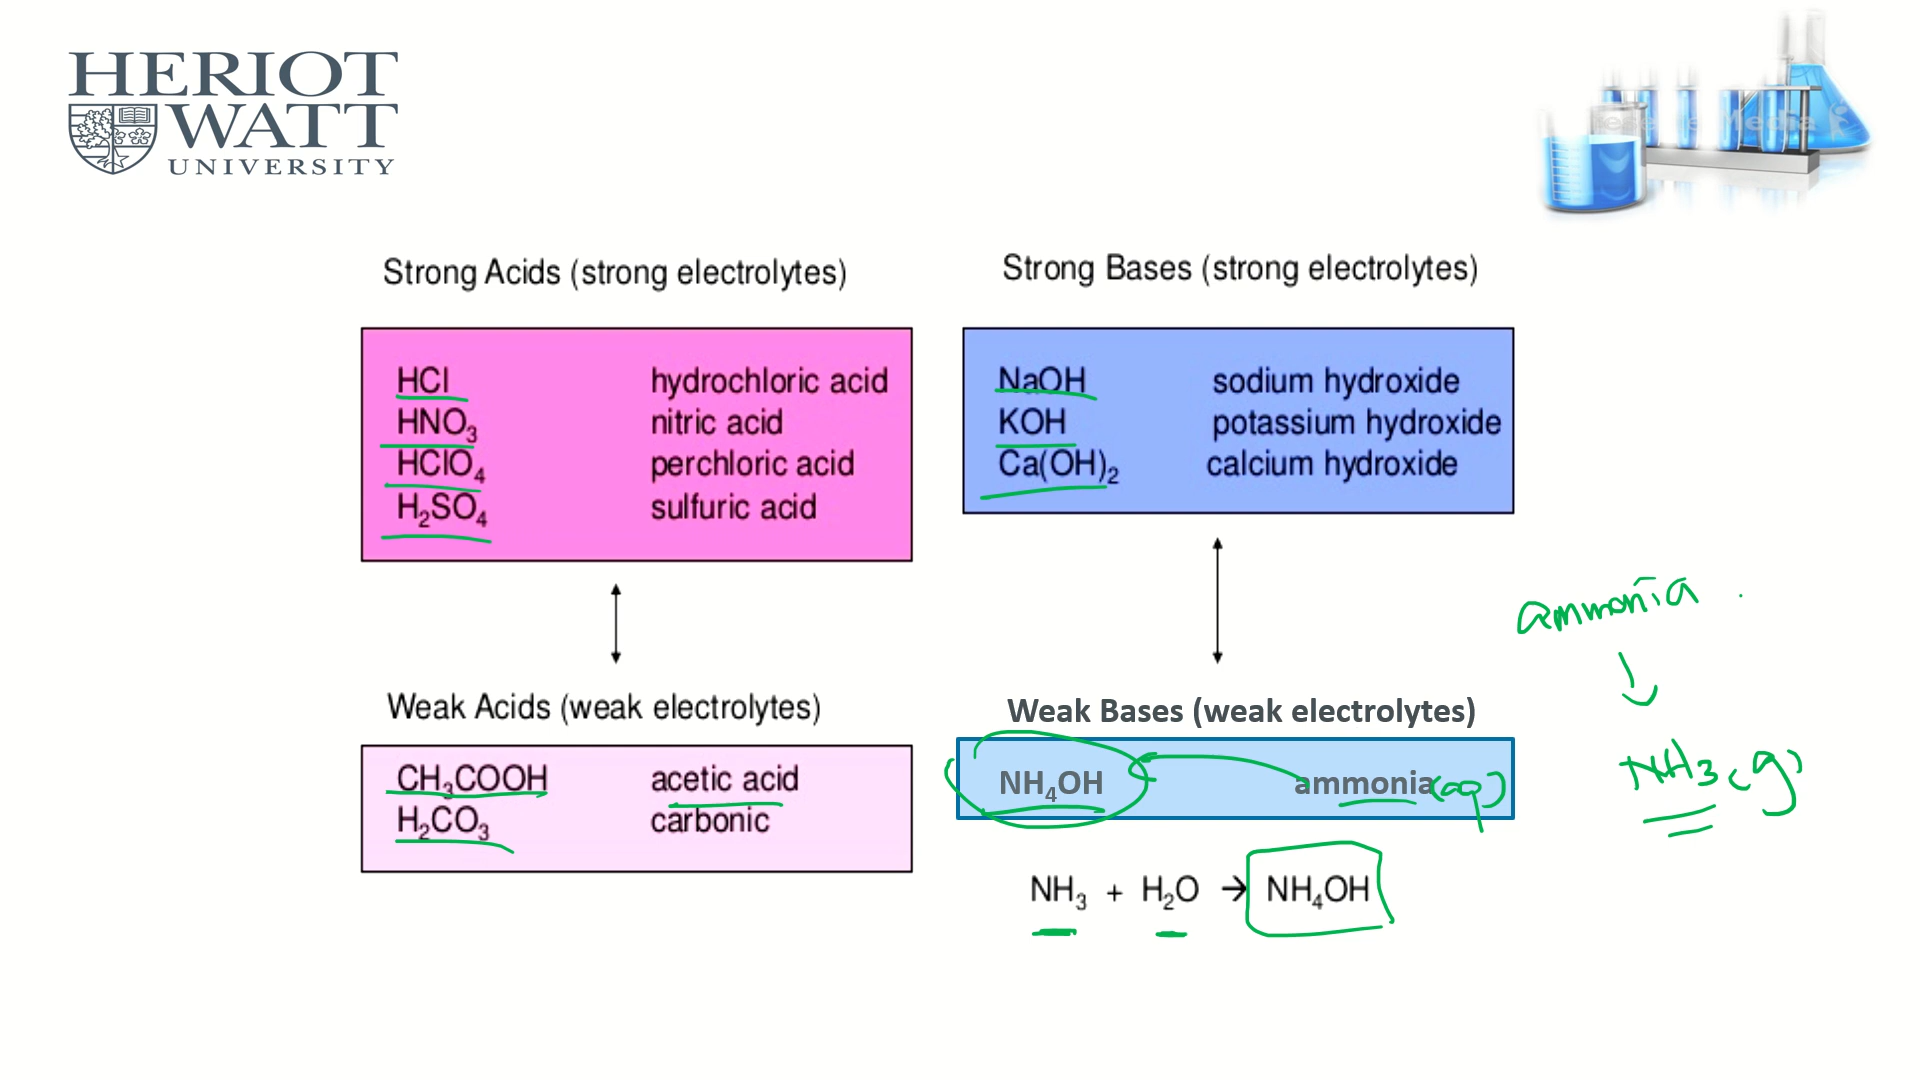 HERIOT
WATT
UNIVERSITY
Strong Acids (strong electrolytes)
HCl hydrochloric acid
HNO₃ nitric acid
HClO₄ perchloric acid
H₂SO₄ sulfuric acid
Strong Bases (strong electrolytes)
NaOH sodium hydroxide
KOH potassium hydroxide
Ca(OH)₂ calcium hydroxide
Weak Acids (weak electrolytes)
CH₃COOH acetic acid
H₂CO₃ carbonic
Weak Bases (weak electrolytes)
NH₄OH ammonia (aq)
NH₃ + H₂O → NH₄OH
ammonia
↓
NH₃(g)
Media